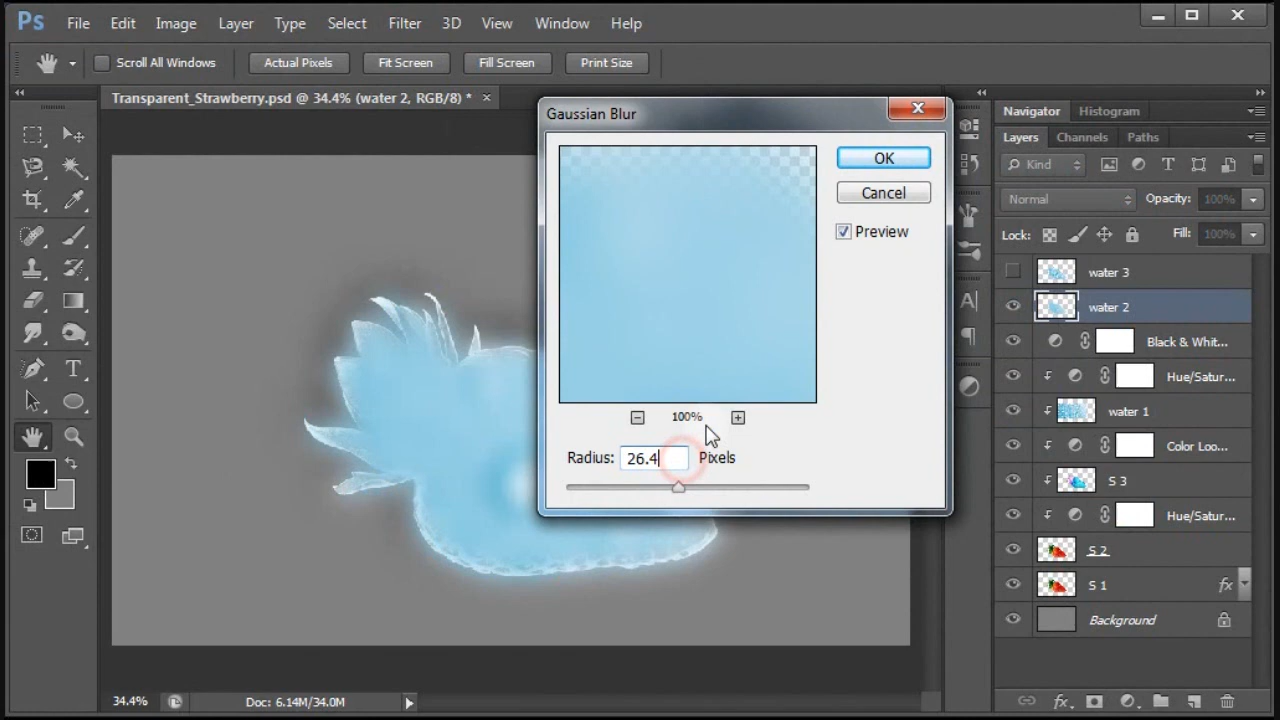 Ps File Edit Image Layer Type Select Filter 3D View Window Help
Scroll All Windows Actual Pixels Fit Screen Fill Screen Print Size
Transparent_Strawberry.psd @ 34.4% (water 2, RGB/8) *
Gaussian Blur
OK
Cancel
Preview
100%
Radius: 26.4 Pixels
Navigator Histogram
Layers Channels Paths
Kind
Normal Opacity: 100%
Lock: Fill: 100%
water 3
water 2
Black & Whit...
Hue/Satur...
water 1
Color Loo...
S 3
Hue/Satur...
S 2
S 1 fx
Background
fx
34.4% Doc: 6.14M/34.0M